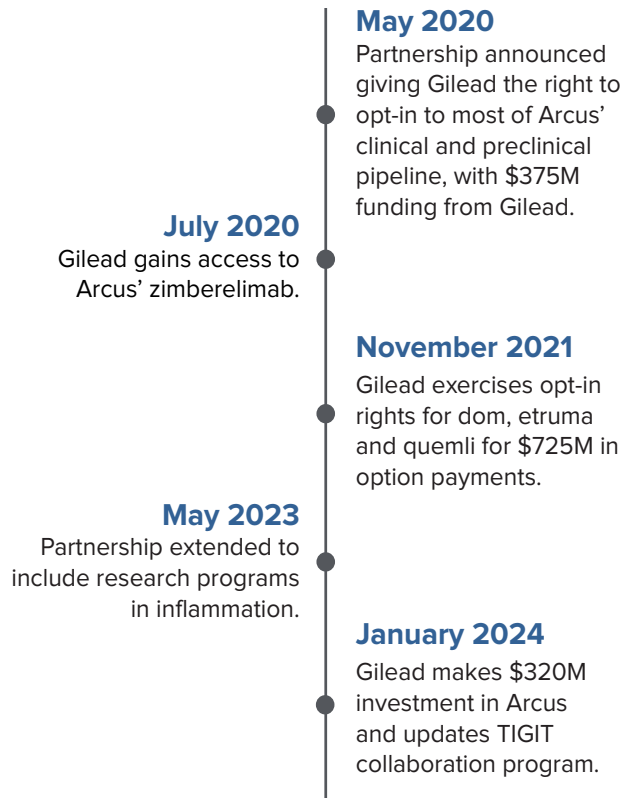 May 2020
Partnership announced
giving Gilead the right to
opt-in to most of Arcus’
clinical and preclinical
pipeline, with $375M
funding from Gilead.
July 2020
Gilead gains access to
Arcus’ zimberelimab.
November 2021
Gilead exercises opt-in
rights for dom, etruma
and quemli for $725M in
option payments.
May 2023
Partnership extended to
include research programs
in inflammation.
January 2024
Gilead makes $320M
investment in Arcus
and updates TIGIT
collaboration program.